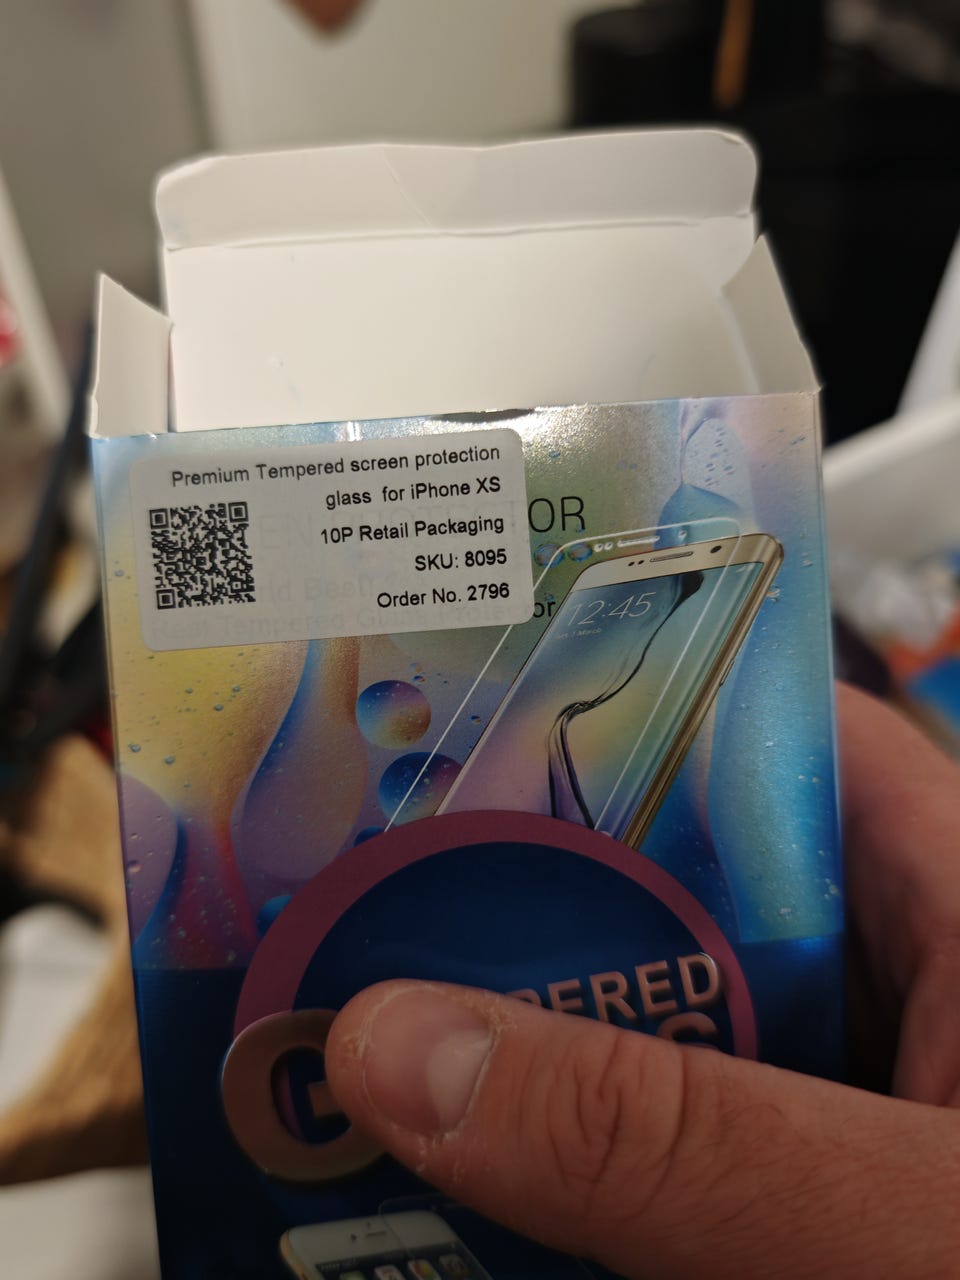 Premium Tempered screen protection
glass for iPhone XS
10P Retail Packaging
SKU: 8095
Order No. 2796
OR
or
12:45